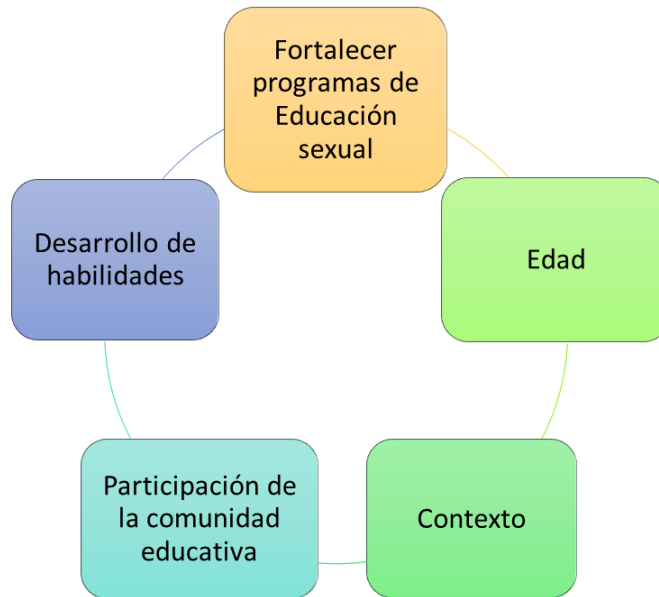 Fortalecer
programas de
Educación
sexual
Edad
Contexto
Participación de
la comunidad
educativa
Desarrollo de
habilidades